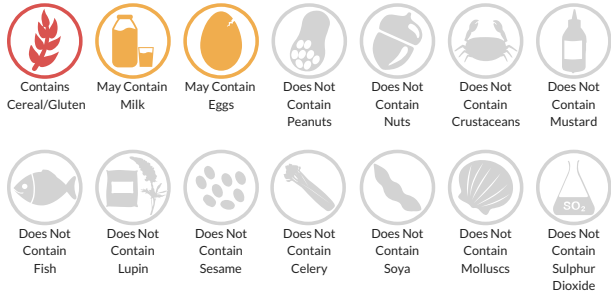 Contains
Cereal/Gluten
May Contain
Milk
May Contain
Eggs
Does Not
Contain
Peanuts
Does Not
Contain
Nuts
Does Not
Contain
Crustaceans
Does Not
Contain
Mustard
SO₂
Does Not
Contain
Fish
Does Not
Contain
Lupin
Does Not
Contain
Sesame
Does Not
Contain
Celery
Does Not
Contain
Soya
Does Not
Contain
Molluscs
Does Not
Contain
Sulphur
Dioxide